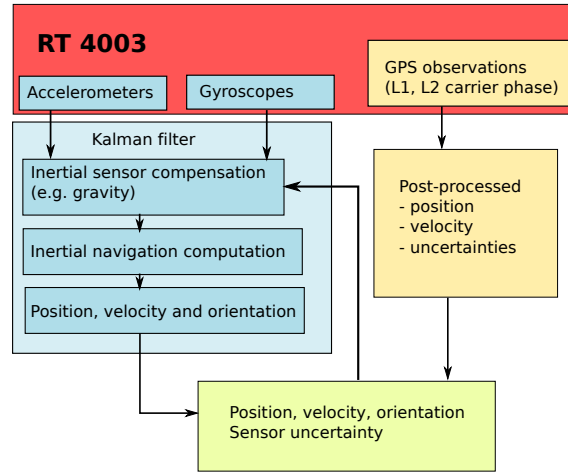 RT 4003
Accelerometers
Gyroscopes
GPS observations
(L1, L2 carrier phase)
Kalman filter
Inertial sensor compensation
(e.g. gravity)
Inertial navigation computation
Position, velocity and orientation
Post-processed
- position
- velocity
- uncertainties
Position, velocity, orientation
Sensor uncertainty